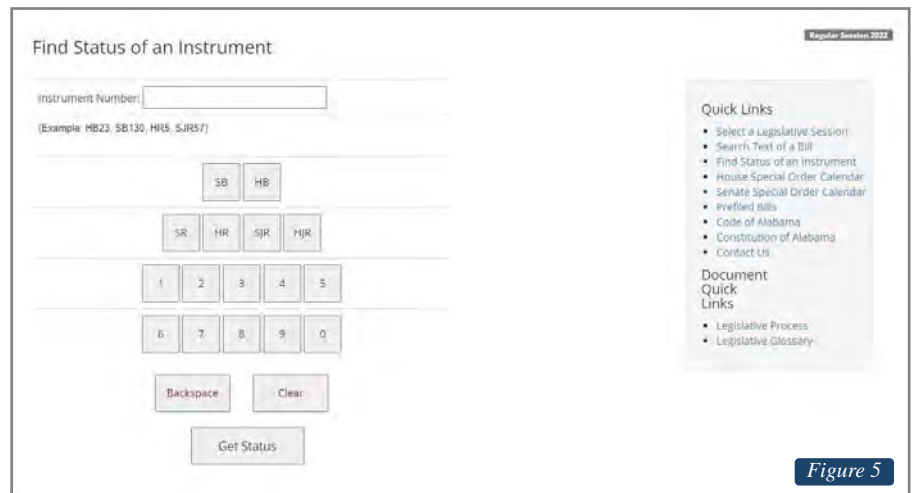 Regular Session 2022
Find Status of an Instrument
Instrument Number:
(Example: HB23, SB130, HR5, SJR57)
SB HB
SR HR SJR HJR
1 2 3 4 5
6 7 8 9 0
Backspace Clear
Get Status
Quick Links
▪ Select a Legislative Session
▪ Search Text of a Bill
▪ Find Status of an Instrument
▪ House Special Order Calendar
▪ Senate Special Order Calendar
▪ Prefiled Bills
▪ Code of Alabama
▪ Constitution of Alabama
▪ Contact Us
Document
Quick
Links
▪ Legislative Process
▪ Legislative Glossary
Figure 5